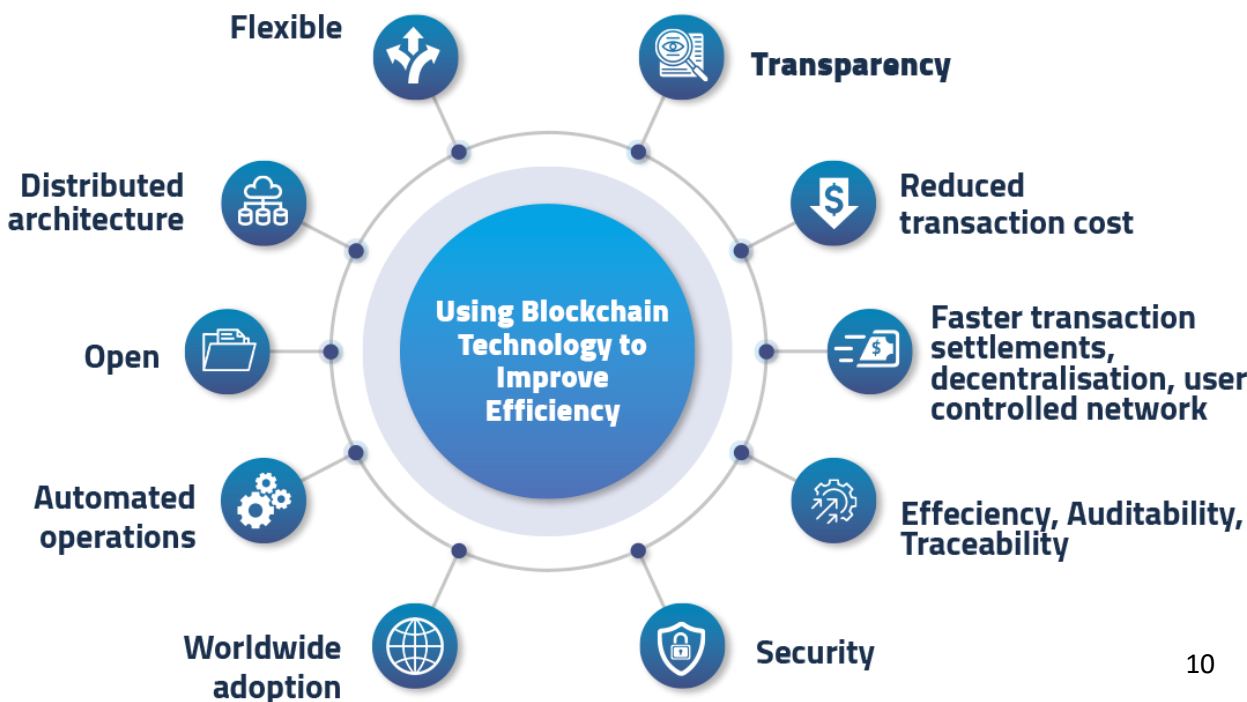 Flexible
Transparency
Distributed
architecture
Reduced
transaction cost
Using Blockchain
Technology to
Improve
Efficiency
Open
Faster transaction
settlements,
decentralisation, user
controlled network
Automated
operations
Effeciency, Auditability,
Traceability
Worldwide
adoption
Security
10